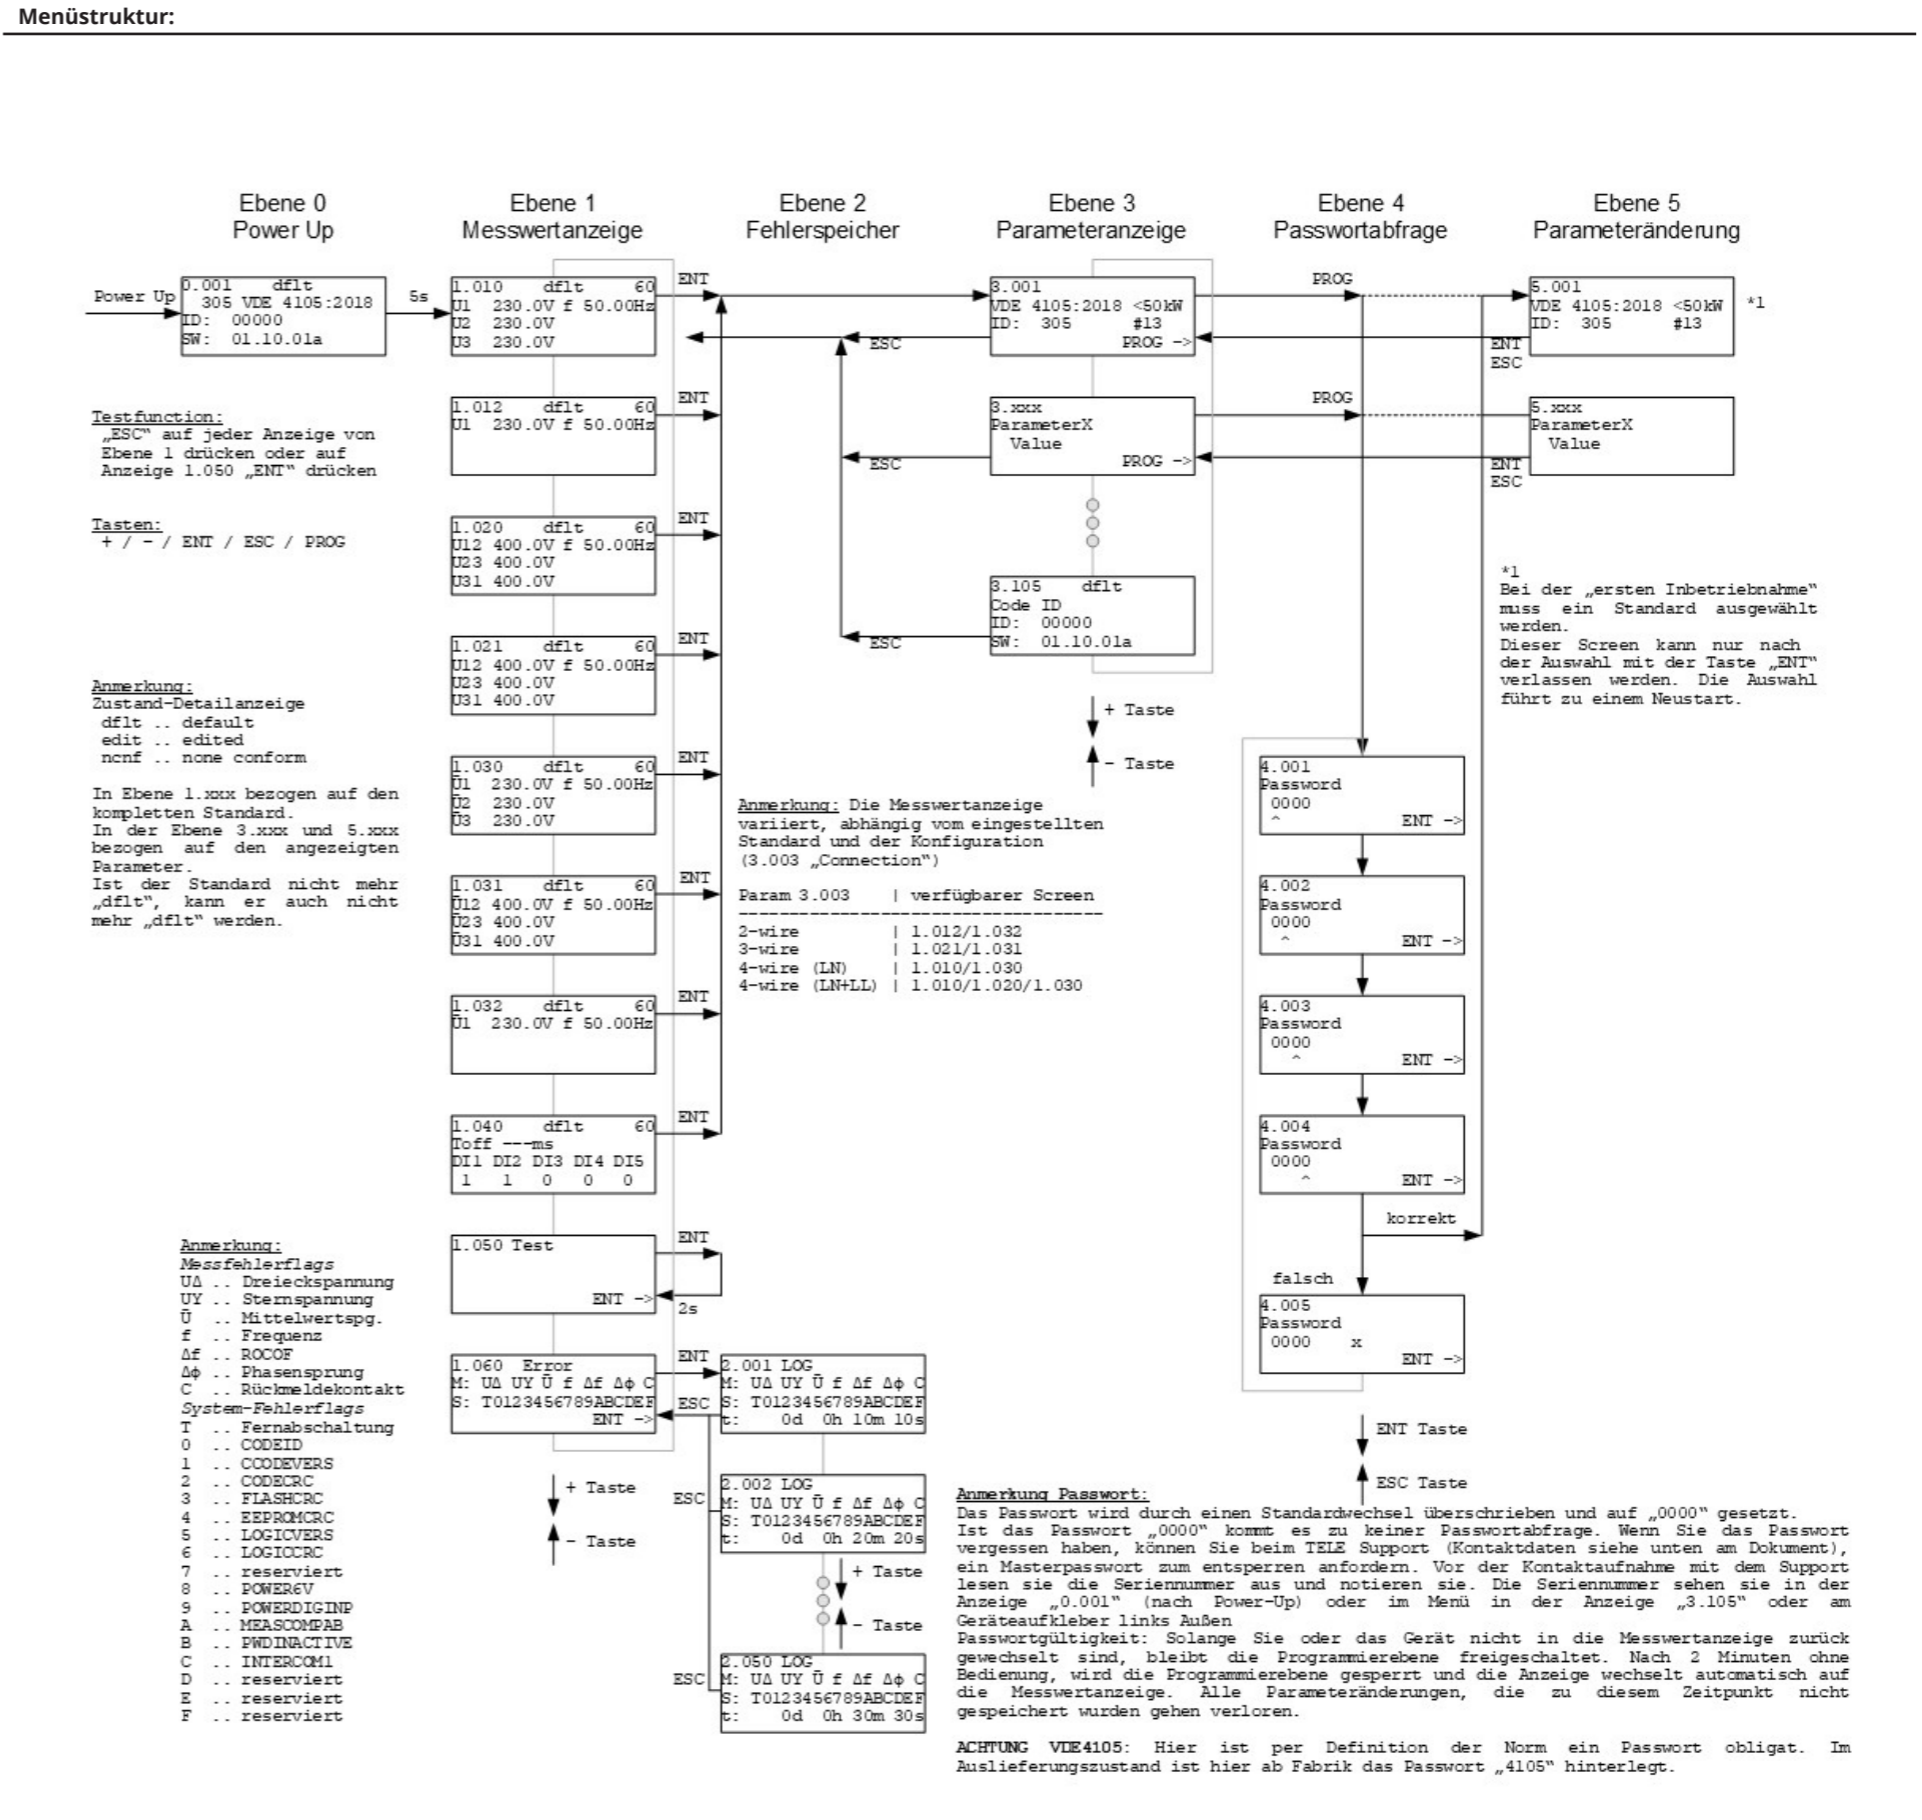 Menüstruktur:
Ebene 0
Power Up
Ebene 1
Messwertanzeige
Ebene 2
Fehlerspeicher
Ebene 3
Parameteranzeige
Ebene 4
Passwortabfrage
Ebene 5
Parameteränderung
Power Up
0.001 dflt
305 VDE 4105:2018
ID: 00000
SW: 01.10.01a
5s
Testfunction:
„ESC“ auf jeder Anzeige von
Ebene 1 drücken oder auf
Anzeige 1.050 „ENT“ drücken
Tasten:
+ / - / ENT / ESC / PROG
Anmerkung:
Zustand-Detailanzeige
dflt .. default
edit .. edited
ncnf .. none conform
In Ebene 1.xxx bezogen auf den
kompletten Standard.
In der Ebene 3.xxx und 5.xxx
bezogen auf den angezeigten
Parameter.
Ist der Standard nicht mehr
„dflt“, kann er auch nicht
mehr „dflt“ werden.
Anmerkung:
Messfehlerflags
UΔ .. Dreieckspannung
UY .. Sternspannung
Ū .. Mittelwertspg.
f .. Frequenz
Δf .. ROCOF
Δϕ .. Phasensprung
C .. Rückmeldekontakt
System-Fehlerflags
T .. Fernabschaltung
0 .. CODEID
1 .. CCODEVERS
2 .. CODECRC
3 .. FLASHCRC
4 .. EEPROMCRC
5 .. LOGICVERS
6 .. LOGICCRC
7 .. reserviert
8 .. POWER6V
9 .. POWERDIGINP
A .. MEASCOMPAB
B .. PWDINACTIVE
C .. INTERCOM1
D .. reserviert
E .. reserviert
F .. reserviert
1.010 dflt 60
U1 230.0V f 50.00Hz
U2 230.0V
U3 230.0V
ENT
1.012 dflt 60
U1 230.0V f 50.00Hz
ENT
1.020 dflt 60
U12 400.0V f 50.00Hz
U23 400.0V
U31 400.0V
ENT
1.021 dflt 60
U12 400.0V f 50.00Hz
U23 400.0V
U31 400.0V
ENT
1.030 dflt 60
Ū1 230.0V f 50.00Hz
Ū2 230.0V
Ū3 230.0V
ENT
1.031 dflt 60
Ū12 400.0V f 50.00Hz
Ū23 400.0V
Ū31 400.0V
ENT
1.032 dflt 60
Ū1 230.0V f 50.00Hz
ENT
1.040 dflt 60
Toff ---ms
DI1 DI2 DI3 DI4 DI5
1 1 0 0 0
ENT
1.050 Test
ENT ->
ENT
2s
1.060 Error
M: UΔ UY Ū f Δf Δϕ C
S: T0123456789ABCDEF
ENT ->
ENT
ESC
+ Taste
- Taste
2.001 LOG
M: UΔ UY Ū f Δf Δϕ C
S: T0123456789ABCDEF
t: 0d 0h 10m 10s
ESC
2.002 LOG
M: UΔ UY Ū f Δf Δϕ C
S: T0123456789ABCDEF
t: 0d 0h 20m 20s
+ Taste
- Taste
ESC
2.050 LOG
M: UΔ UY Ū f Δf Δϕ C
S: T0123456789ABCDEF
t: 0d 0h 30m 30s
3.001
VDE 4105:2018 <50kW
ID: 305 #13
PROG ->
ESC
3.xxx
ParameterX
Value
PROG ->
ESC
3.105 dflt
Code ID
ID: 00000
SW: 01.10.01a
ESC
+ Taste
- Taste
Anmerkung: Die Messwertanzeige
variiert, abhängig vom eingestellten
Standard und der Konfiguration
(3.003 „Connection“)
Param 3.003 | verfügbarer Screen
------------------------------------
2-wire | 1.012/1.032
3-wire | 1.021/1.031
4-wire (LN) | 1.010/1.030
4-wire (LN+LL) | 1.010/1.020/1.030
PROG
PROG
4.001
Password
0000
^
ENT ->
4.002
Password
0000
^
ENT ->
4.003
Password
0000
^
ENT ->
4.004
Password
0000
^
ENT ->
korrekt
falsch
4.005
Password
0000 x
ENT ->
ENT Taste
ESC Taste
5.001
VDE 4105:2018 <50kW
ID: 305 #13
*1
ENT
ESC
5.xxx
ParameterX
Value
ENT
ESC
*1
Bei der „ersten Inbetriebnahme“
muss ein Standard ausgewählt
werden.
Dieser Screen kann nur nach
der Auswahl mit der Taste „ENT“
verlassen werden. Die Auswahl
führt zu einem Neustart.
Anmerkung Passwort:
Das Passwort wird durch einen Standardwechsel überschrieben und auf „0000“ gesetzt.
Ist das Passwort „0000“ kommt es zu keiner Passwortabfrage. Wenn Sie das Passwort
vergessen haben, können Sie beim TELE Support (Kontaktdaten siehe unten am Dokument),
ein Masterpasswort zum entsperren anfordern. Vor der Kontaktaufnahme mit dem Support
lesen sie die Seriennummer aus und notieren sie. Die Seriennummer sehen sie in der
Anzeige „0.001“ (nach Power-Up) oder im Menü in der Anzeige „3.105“ oder am
Geräteaufkleber links Außen
Passwortgültigkeit: Solange Sie oder das Gerät nicht in die Messwertanzeige zurück
gewechselt sind, bleibt die Programmierebene freigeschaltet. Nach 2 Minuten ohne
Bedienung, wird die Programmierebene gesperrt und die Anzeige wechselt automatisch auf
die Messwertanzeige. Alle Parameteränderungen, die zu diesem Zeitpunkt nicht
gespeichert wurden gehen verloren.
ACHTUNG VDE4105: Hier ist per Definition der Norm ein Passwort obligat. Im
Auslieferungszustand ist hier ab Fabrik das Passwort „4105“ hinterlegt.